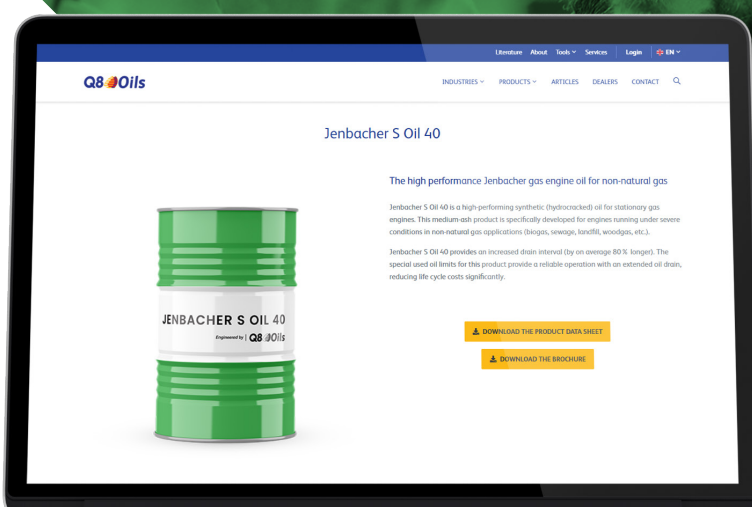 Literature About Tools Services Login EN
Q8 Oils
INDUSTRIES PRODUCTS ARTICLES DEALERS CONTACT
Jenbacher S Oil 40
The high performance Jenbacher gas engine oil for non-natural gas
Jenbacher S Oil 40 is a high-performing synthetic (hydrocracked) oil for stationary gas
engines. This medium-ash product is specifically developed for engines running under severe
conditions in non-natural gas applications (biogas, sewage, landfill, woodgas, etc.).
Jenbacher S Oil 40 provides an increased drain interval (by on average 80 % longer). The
special used oil limits for this product provide a reliable operation with an extended oil drain,
reducing life cycle costs significantly.
JENBACHER S OIL 40
Engineered by | Q8 Oils
DOWNLOAD THE PRODUCT DATA SHEET
DOWNLOAD THE BROCHURE